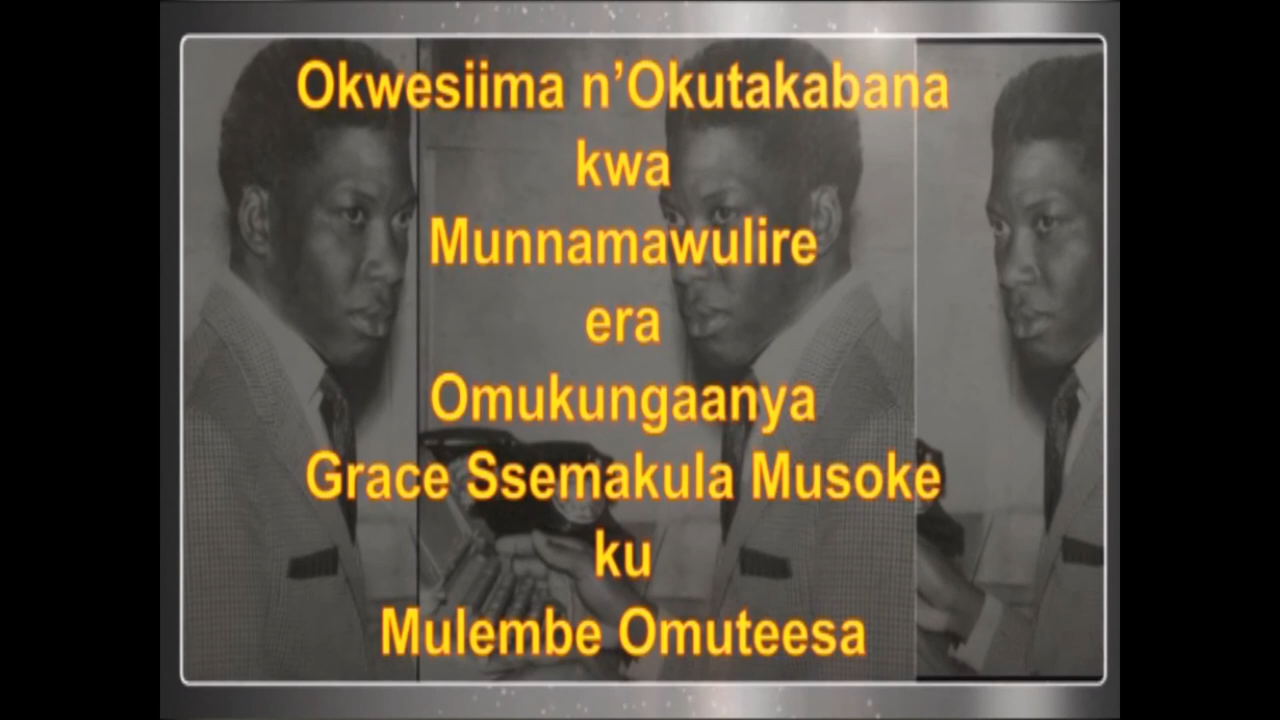 Okwesiima n’Okutakabana
kwa
Munnamawulire
era
Omukungaanya
Grace Ssemakula Musoke
ku
Mulembe Omuteesa